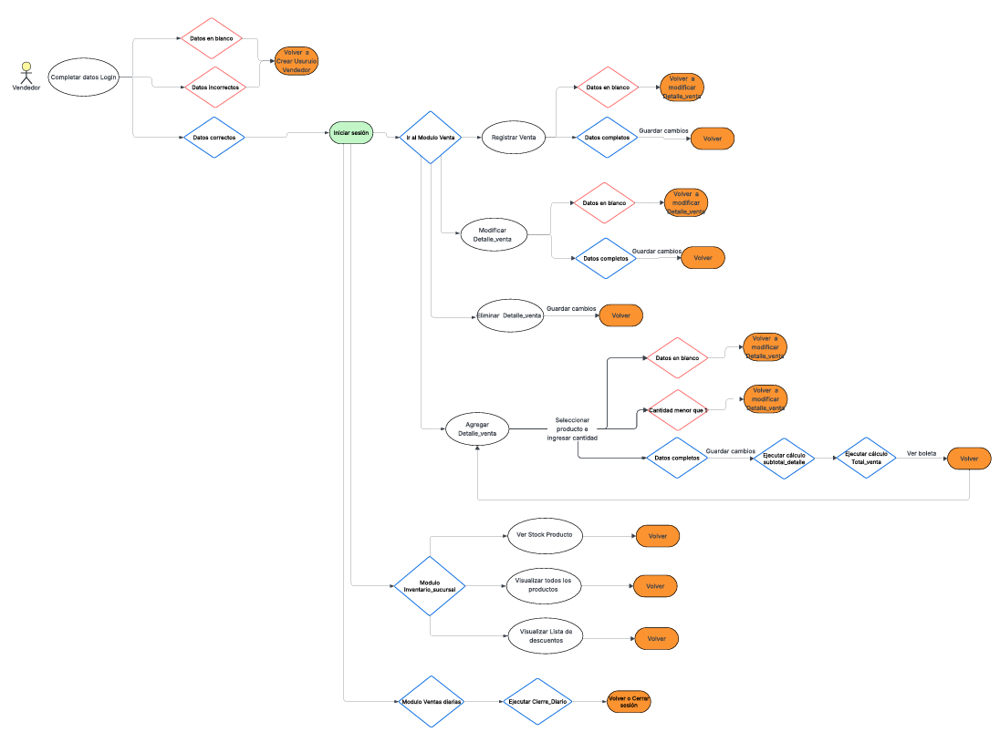 Vendedor
Completar datos Login
Datos en blanco
Datos incorrectos
Volver a
Crear Usuruio
Vendedor
Datos correctos
Iniciar sesión
Ir al Modulo Venta
Registrar Venta
Datos en blanco
Volver a
modificar
Detalle_venta
Datos completos
Guardar cambios
Volver
Modificar
Detalle_venta
Datos en blanco
Volver a
modificar
Detalle_venta
Datos completos
Guardar cambios
Volver
Eliminar Detalle_venta
Guardar cambios
Volver
Agregar
Detalle_venta
Seleccionar
producto e
ingresar cantidad
Datos en blanco
Volver a
modificar
Detalle_venta
Cantidad menor que 1
Volver a
modificar
Detalle_venta
Datos completos
Guardar cambios
Ejecutar cálculo
subtotal_detalle
Ejecutar cálculo
Total_venta
Ver boleta
Volver
Modulo
Inventario_sucursal
Ver Stock Producto
Volver
Visualizar todos los
productos
Volver
Visualizar Lista de
descuentos
Volver
Modulo Ventas diarias
Ejecutar Cierre_Diario
Volver o Cerrar
sesión